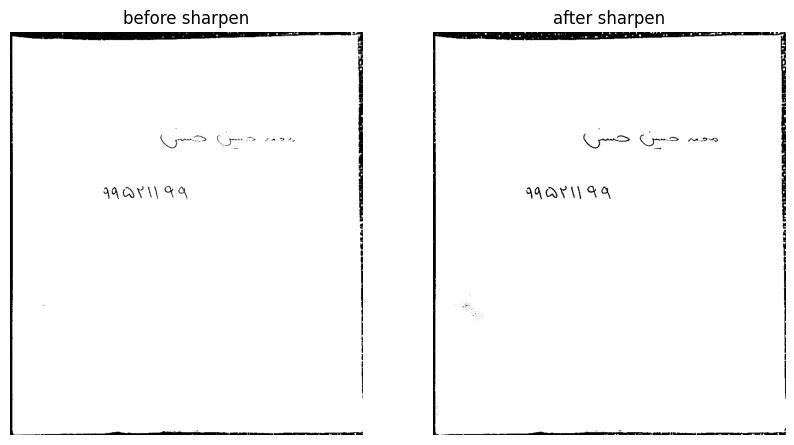 before sharpen
after sharpen
محمد حسین حسنی
محمد حسین حسنی
۹۹۵۲۱۱۹۹
۹۹۵۲۱۱۹۹